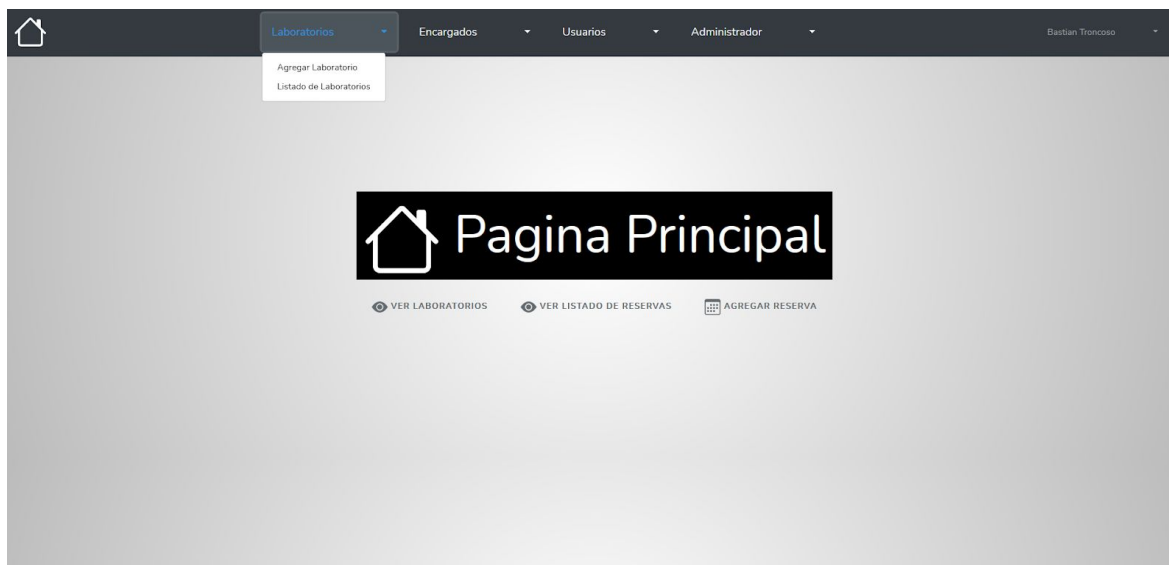 Laboratorios Encargados Usuarios Administrador Bastian Troncoso
Agregar Laboratorio
Listado de Laboratorios
Pagina Principal
VER LABORATORIOS VER LISTADO DE RESERVAS AGREGAR RESERVA